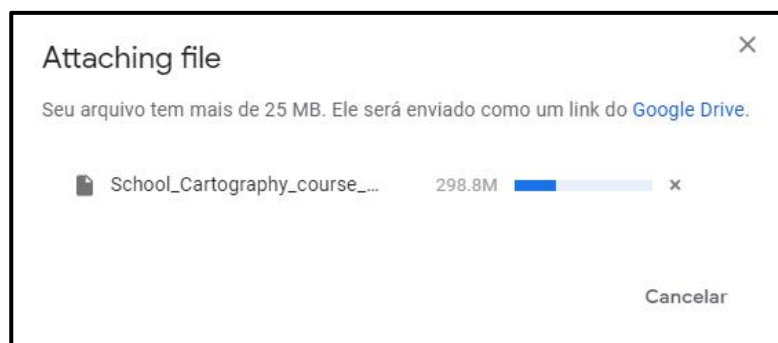 Attaching file
Seu arquivo tem mais de 25 MB. Ele será enviado como um link do Google Drive.
School_Cartography_course_... 298.8M
Cancelar